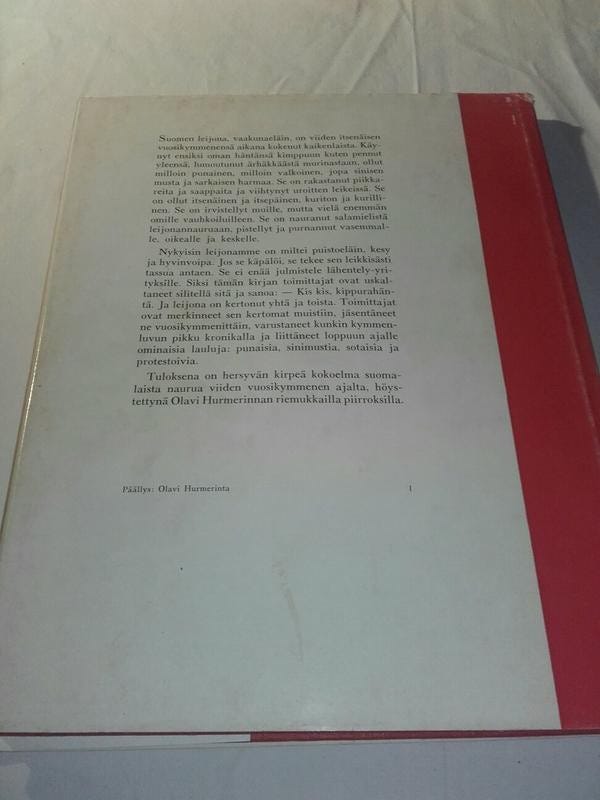 Suomen leijona, vaakunaeläin, on viiden itsenäisen
vuosikymmenensä aikana kokenut kaikenlaista. Käy-
nyt ensiksi oman häntänsä kimppuun kuten pennut
yleensä, lumoutunut ärhäkkäästä murinastaan, ollut
milloin punainen, milloin valkoinen, jopa sinisen
musta ja sarkaisen harmaa. Se on rakastanut piikka-
reita ja saappaita ja viihtynyt uroitten leikeissä. Se
on ollut itsenäinen ja itsepäinen, kuriton ja kurilli-
nen. Se on irvistellyt muille, mutta vielä enemmän
omille vauhkoiluilleen. Se on nauranut salamielistä
leijonannauruaan, pistellyt ja purnannut vasemmal-
le, oikealle ja keskelle.
Nykyisin leijonamme on miltei puistoeläin, kesy
ja hyvinvoipa. Jos se käpälöi, se tekee sen leikkisästi
tassua antaen. Se ei enää julmistele lähentely-yri-
tyksille. Siksi tämän kirjan toimittajat ovat uskal-
taneet silitellä sitä ja sanoa: — Kis kis, kippurahän-
tä. Ja leijona on kertonut yhtä ja toista. Toimittajat
ovat merkinneet sen kertomat muistiin, jäsentäneet
ne vuosikymmenittäin, varustaneet kunkin kymmen-
luvun pikku kronikalla ja liittäneet loppuun ajalle
ominaisia lauluja: punaisia, sinimustia, sotaisia ja
protestoivia.
Tuloksena on hersyvän kirpeä kokoelma suoma-
laista naurua viiden vuosikymmenen ajalta, höys-
tettynä Olavi Hurmerinnan riemukkailla piirroksilla.
Päällys: Olavi Hurmerinta 1